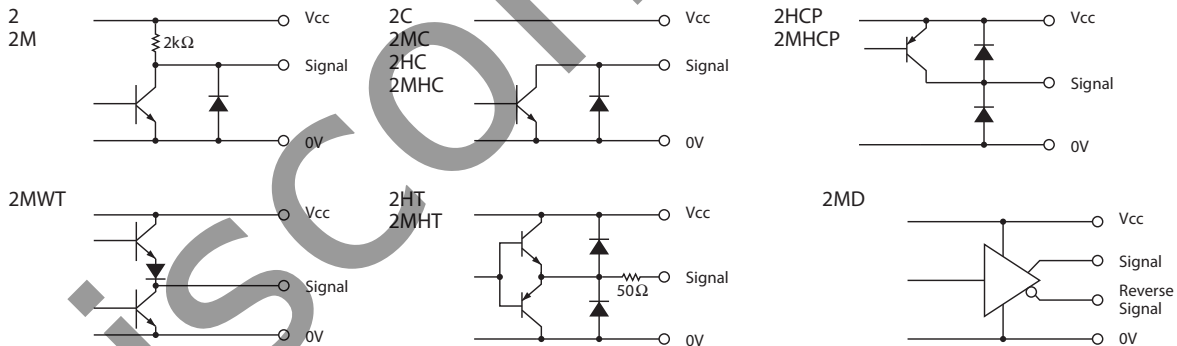 2
2M
Vcc
2kΩ
Signal
0V
2C
2MC
2HC
2MHC
Vcc
Signal
0V
2HCP
2MHCP
Vcc
Signal
0V
2MWT
Vcc
Signal
0V
2HT
2MHT
Vcc
Signal
50Ω
0V
2MD
Vcc
Signal
Reverse
Signal
0V